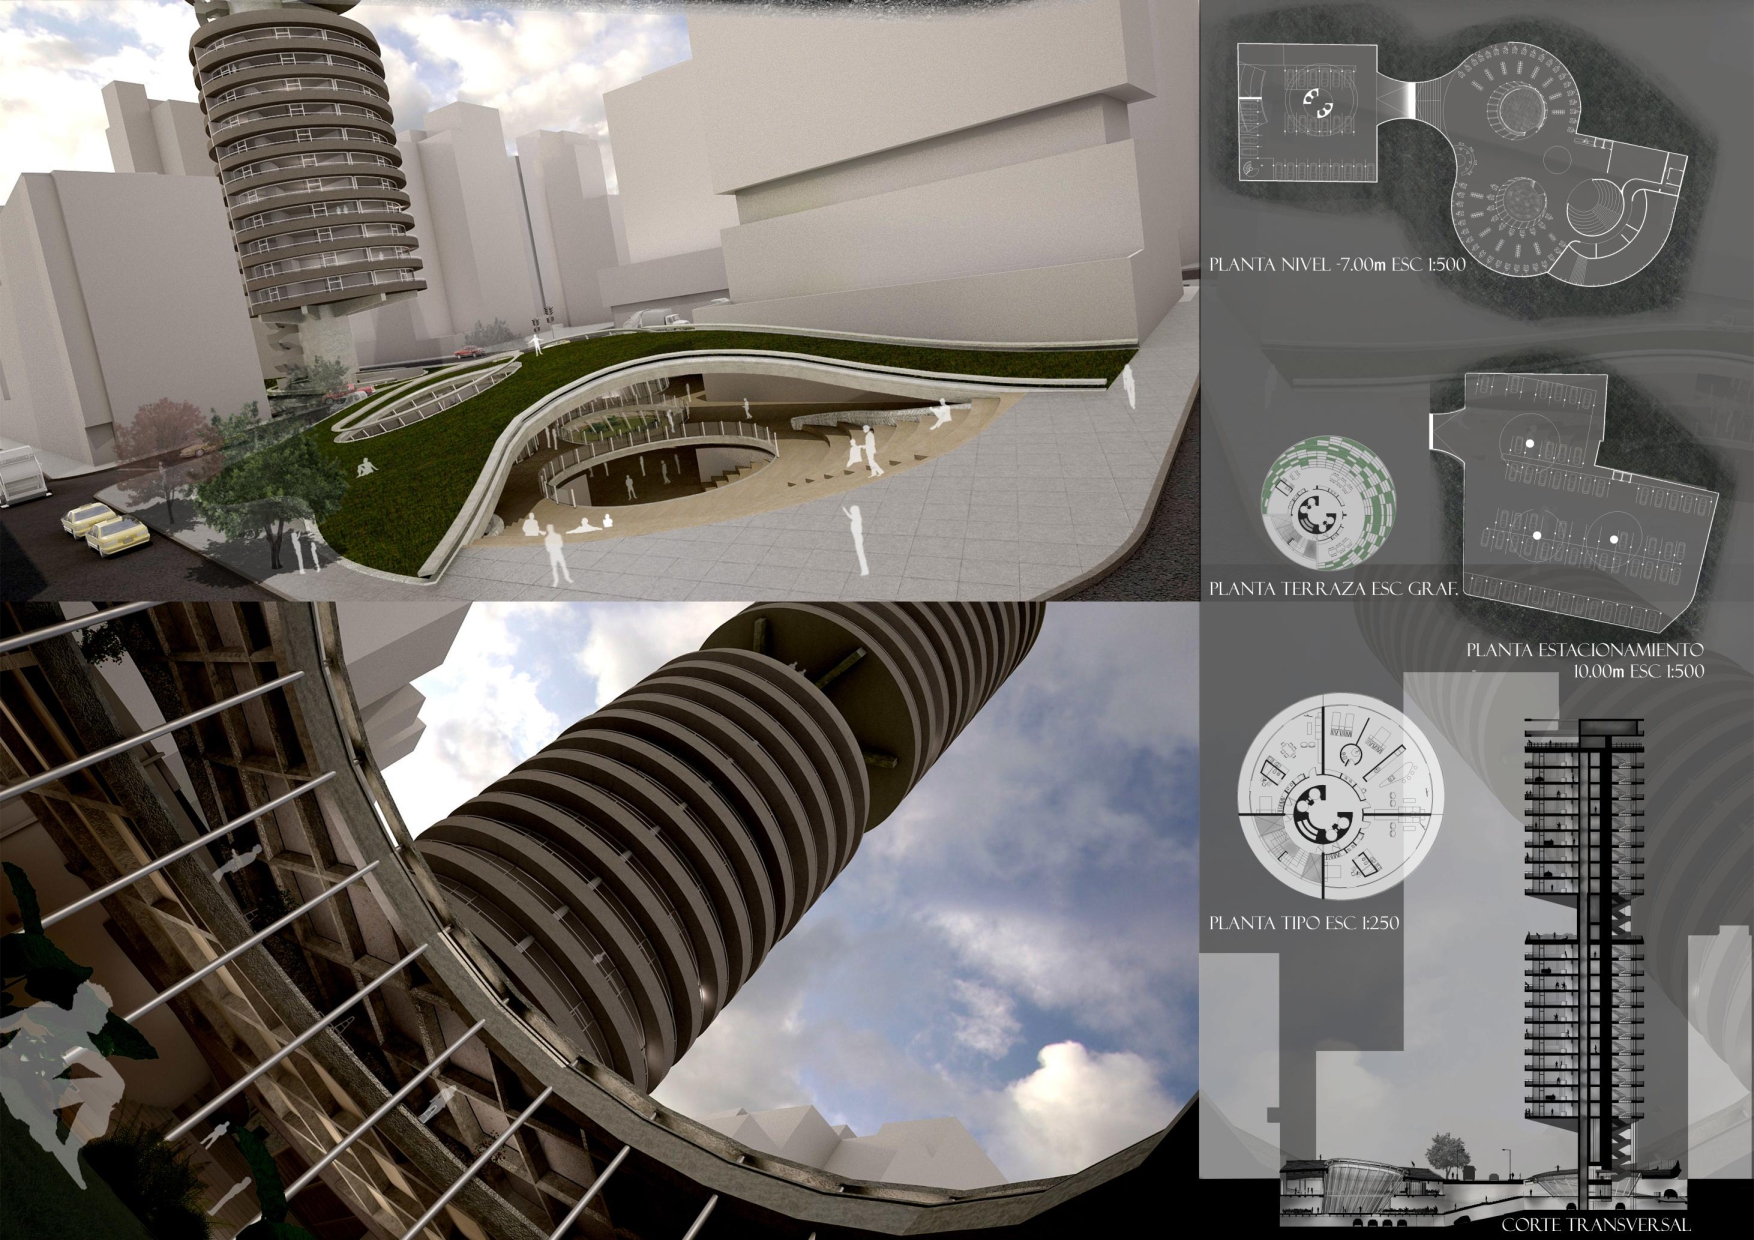 PLANTA NIVEL -7.00m ESC 1:500
PLANTA TERRAZA ESC GRAF.
PLANTA ESTACIONAMIENTO
10.00m ESC 1:500
PLANTA TIPO ESC 1:250
CORTE TRANSVERSAL